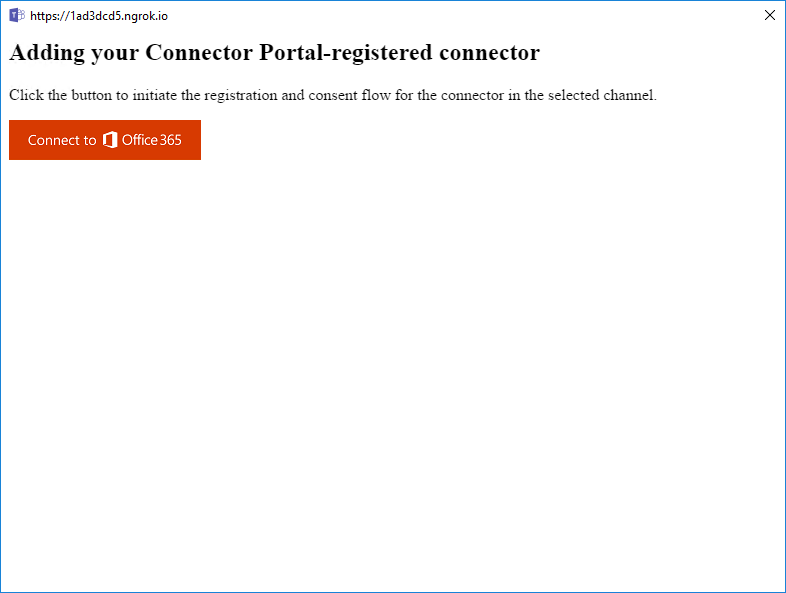 https://1ad3dcd5.ngrok.io
Adding your Connector Portal-registered connector
Click the button to initiate the registration and consent flow for the connector in the selected channel.
Connect to Office 365